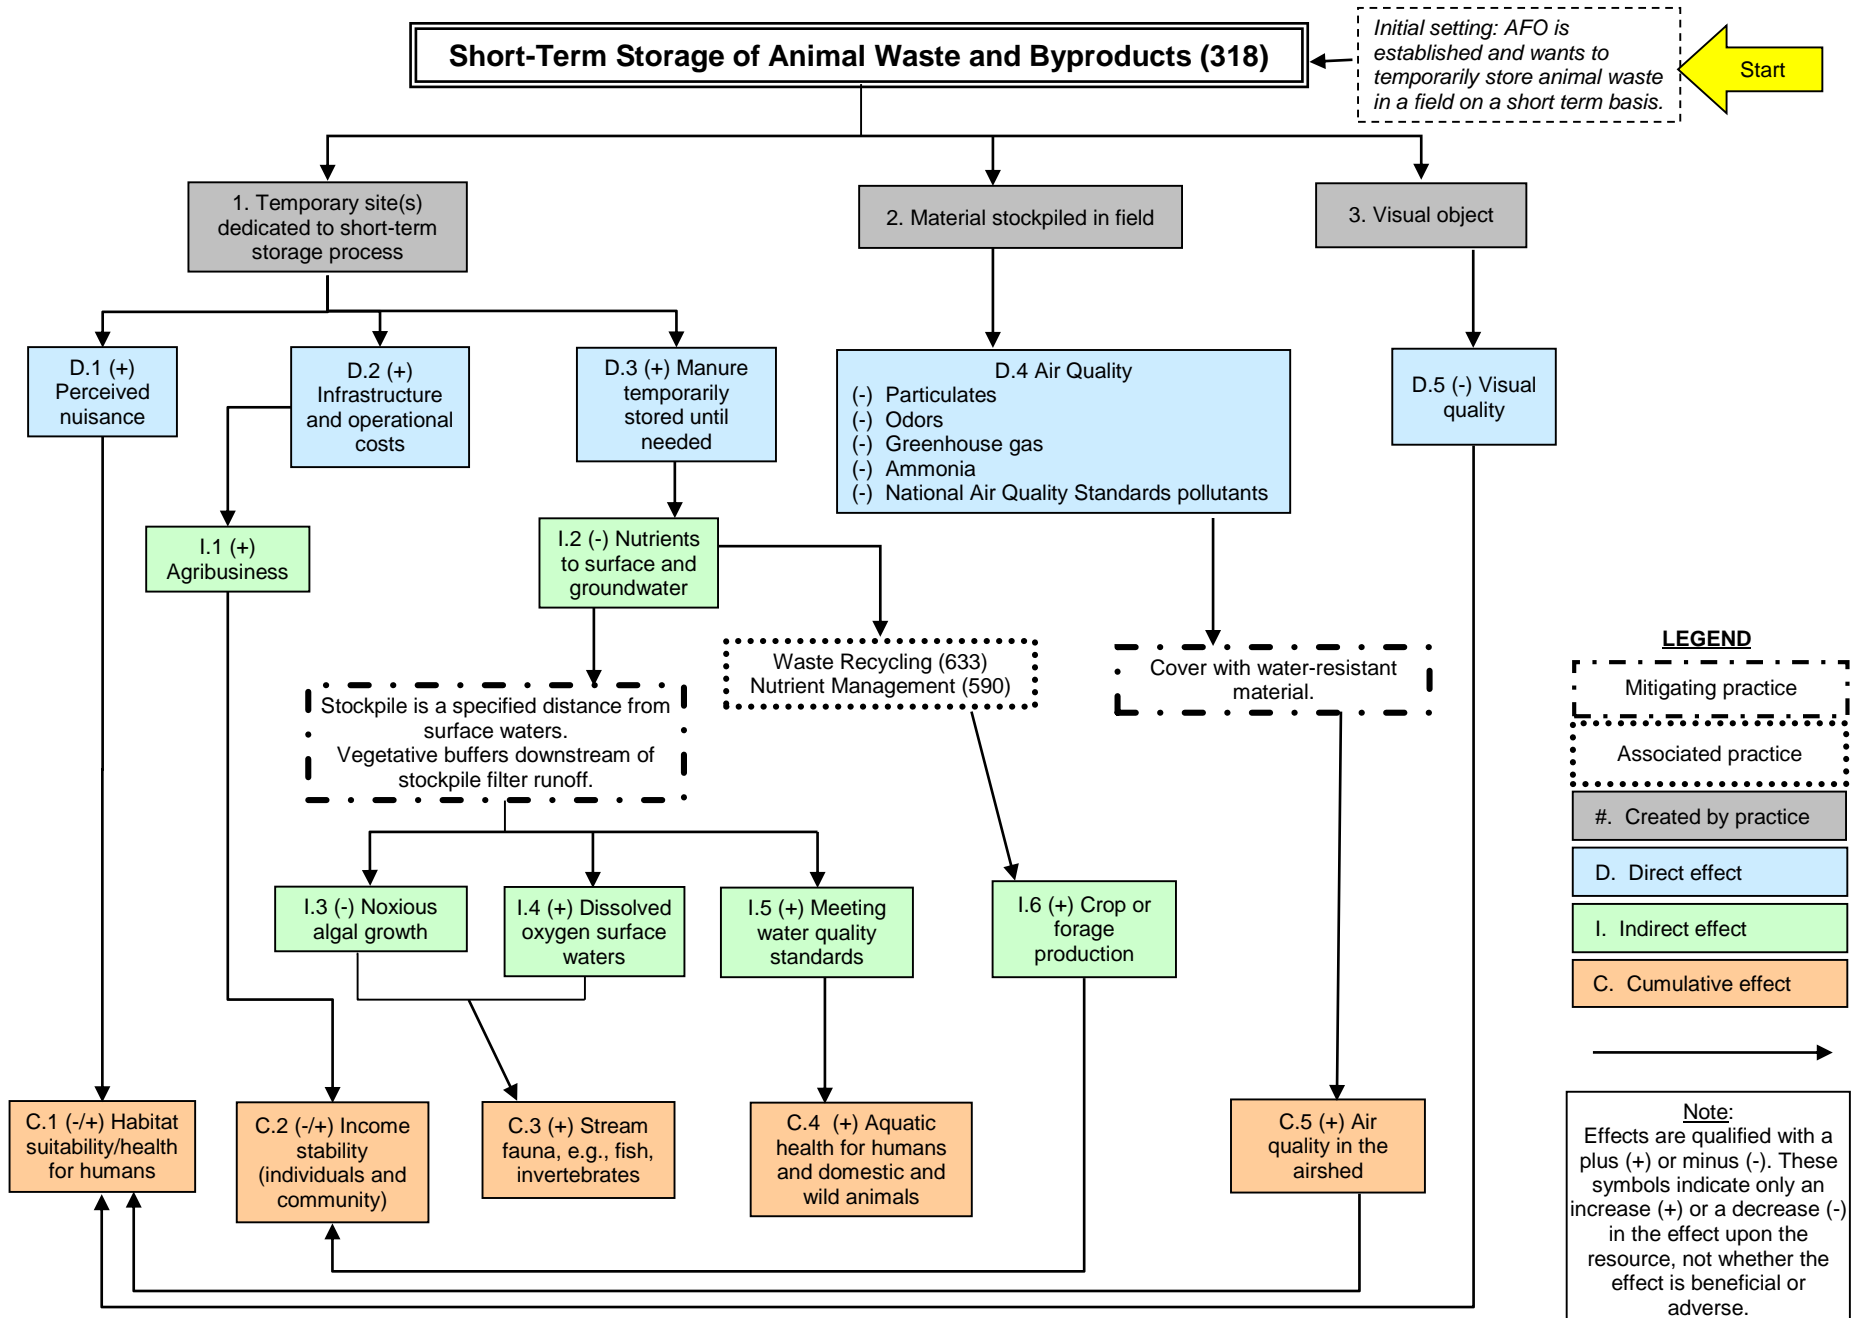 Short-Term Storage of Animal Waste and Byproducts (318)
Initial setting: AFO is
established and wants to
temporarily store animal waste
in a field on a short term basis.
Start
1. Temporary site(s)
dedicated to short-term
storage process
2. Material stockpiled in field
3. Visual object
D.1 (+)
Perceived
nuisance
D.2 (+)
Infrastructure
and operational
costs
D.3 (+) Manure
temporarily
stored until
needed
D.4 Air Quality
(-) Particulates
(-) Odors
(-) Greenhouse gas
(-) Ammonia
(-) National Air Quality Standards pollutants
D.5 (-) Visual
quality
I.1 (+)
Agribusiness
I.2 (-) Nutrients
to surface and
groundwater
Waste Recycling (633)
Nutrient Management (590)
Cover with water-resistant
material.
Stockpile is a specified distance from
surface waters.
Vegetative buffers downstream of
stockpile filter runoff.
I.3 (-) Noxious
algal growth
I.4 (+) Dissolved
oxygen surface
waters
I.5 (+) Meeting
water quality
standards
I.6 (+) Crop or
forage
production
C.1 (-/+) Habitat
suitability/health
for humans
C.2 (-/+) Income
stability
(individuals and
community)
C.3 (+) Stream
fauna, e.g., fish,
invertebrates
C.4 (+) Aquatic
health for humans
and domestic and
wild animals
C.5 (+) Air
quality in the
airshed
LEGEND
Mitigating practice
Associated practice
#. Created by practice
D. Direct effect
I. Indirect effect
C. Cumulative effect
Note:
Effects are qualified with a
plus (+) or minus (-). These
symbols indicate only an
increase (+) or a decrease (-)
in the effect upon the
resource, not whether the
effect is beneficial or
adverse.